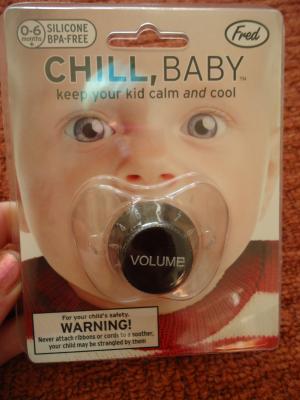 0-6 months+
SILICONE
BPA-FREE
Fred
CHILL, BABY™
keep your kid calm and cool
VOLUME
For your child's safety.
WARNING!
Never attach ribbons or cords to a soother,
your child may be strangled by them